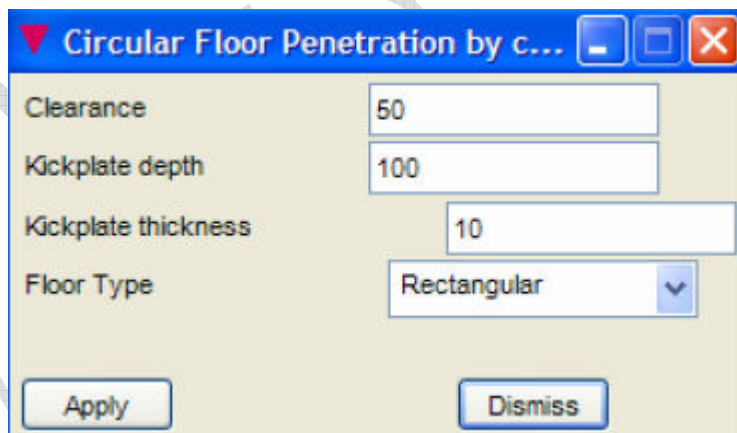 Circular Floor Penetration by c...
Clearance 50
Kickplate depth 100
Kickplate thickness 10
Floor Type Rectangular
Apply Dismiss